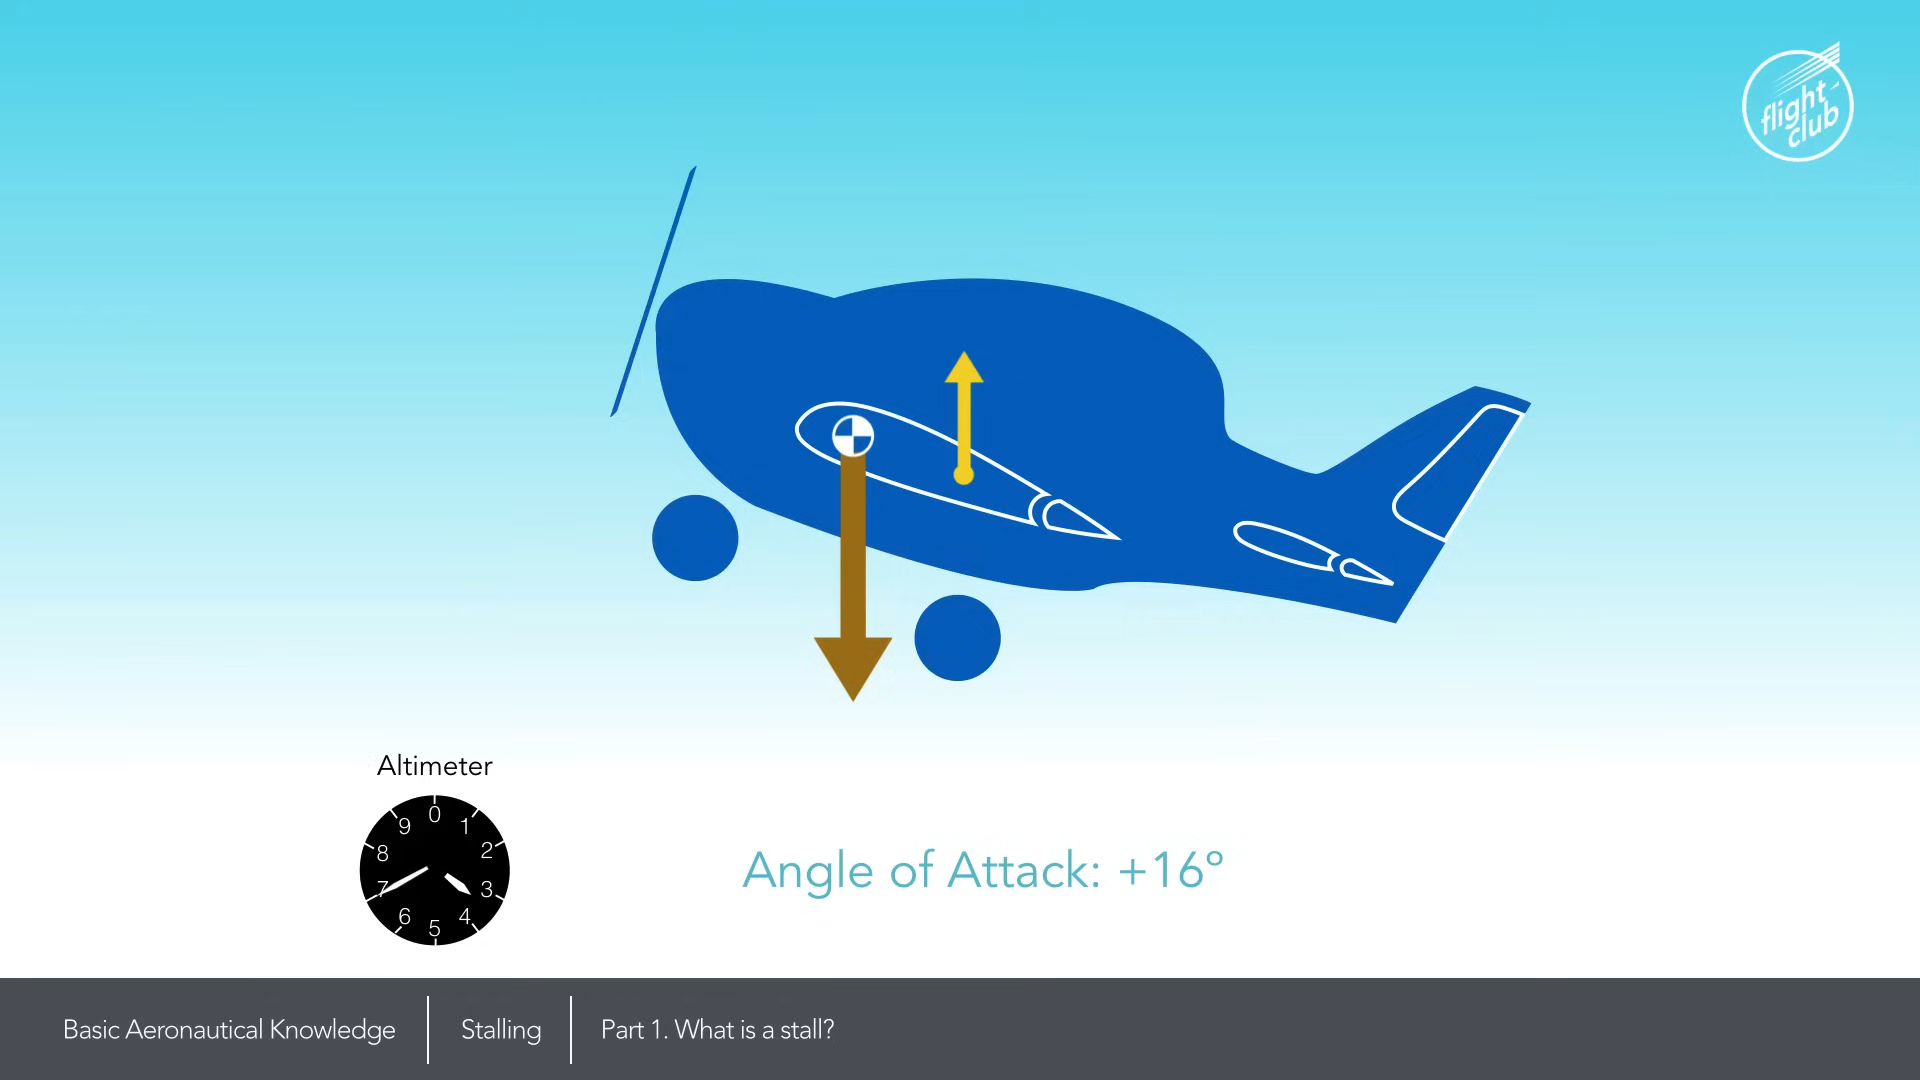 flight-
club
Altimeter
0
1
2
3
4
5
6
7
8
9
Angle of Attack: +16º
Basic Aeronautical Knowledge
Stalling
Part 1. What is a stall?